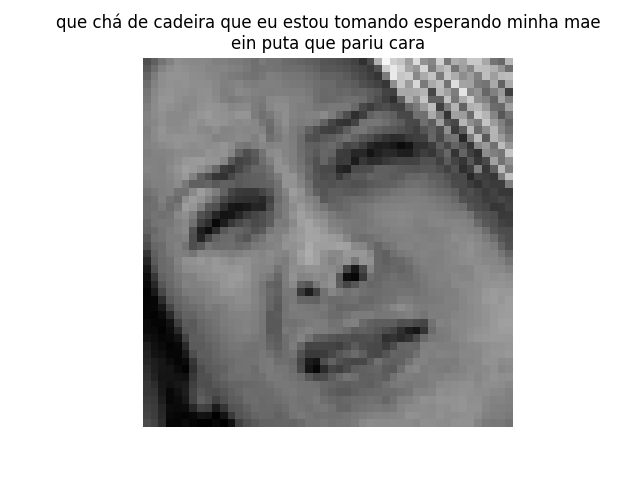 que chá de cadeira que eu estou tomando esperando minha mae
ein puta que pariu cara